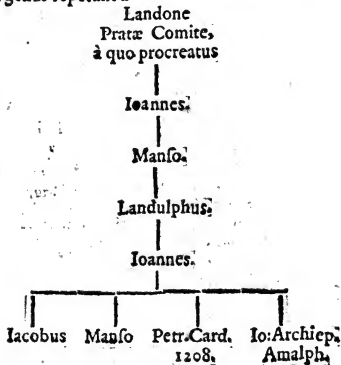 Landone
Pratæ Comite,
à quo procreatus
Ioannes.
Manſo.
Landulphus.
Ioannes.
Iacobus Manſo Petr. Card. Io: Archiep.
1208. Amalph.